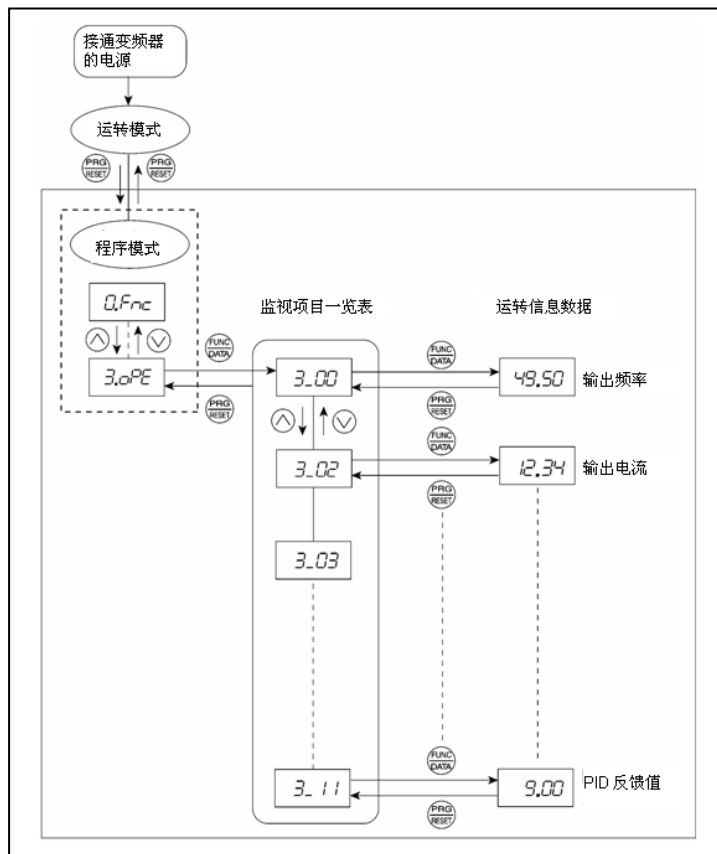 接通变频器
的电源
运转模式
PRG
RESET
PRG
RESET
程序模式
0.Fnc
3.oPE
FUNC
DATA
PRG
RESET
监视项目一览表
运转信息数据
3_00
FUNC
DATA
PRG
RESET
49.50
输出频率
3_02
FUNC
DATA
PRG
RESET
12.34
输出电流
3_03
3_11
FUNC
DATA
PRG
RESET
9.00
PID 反馈值